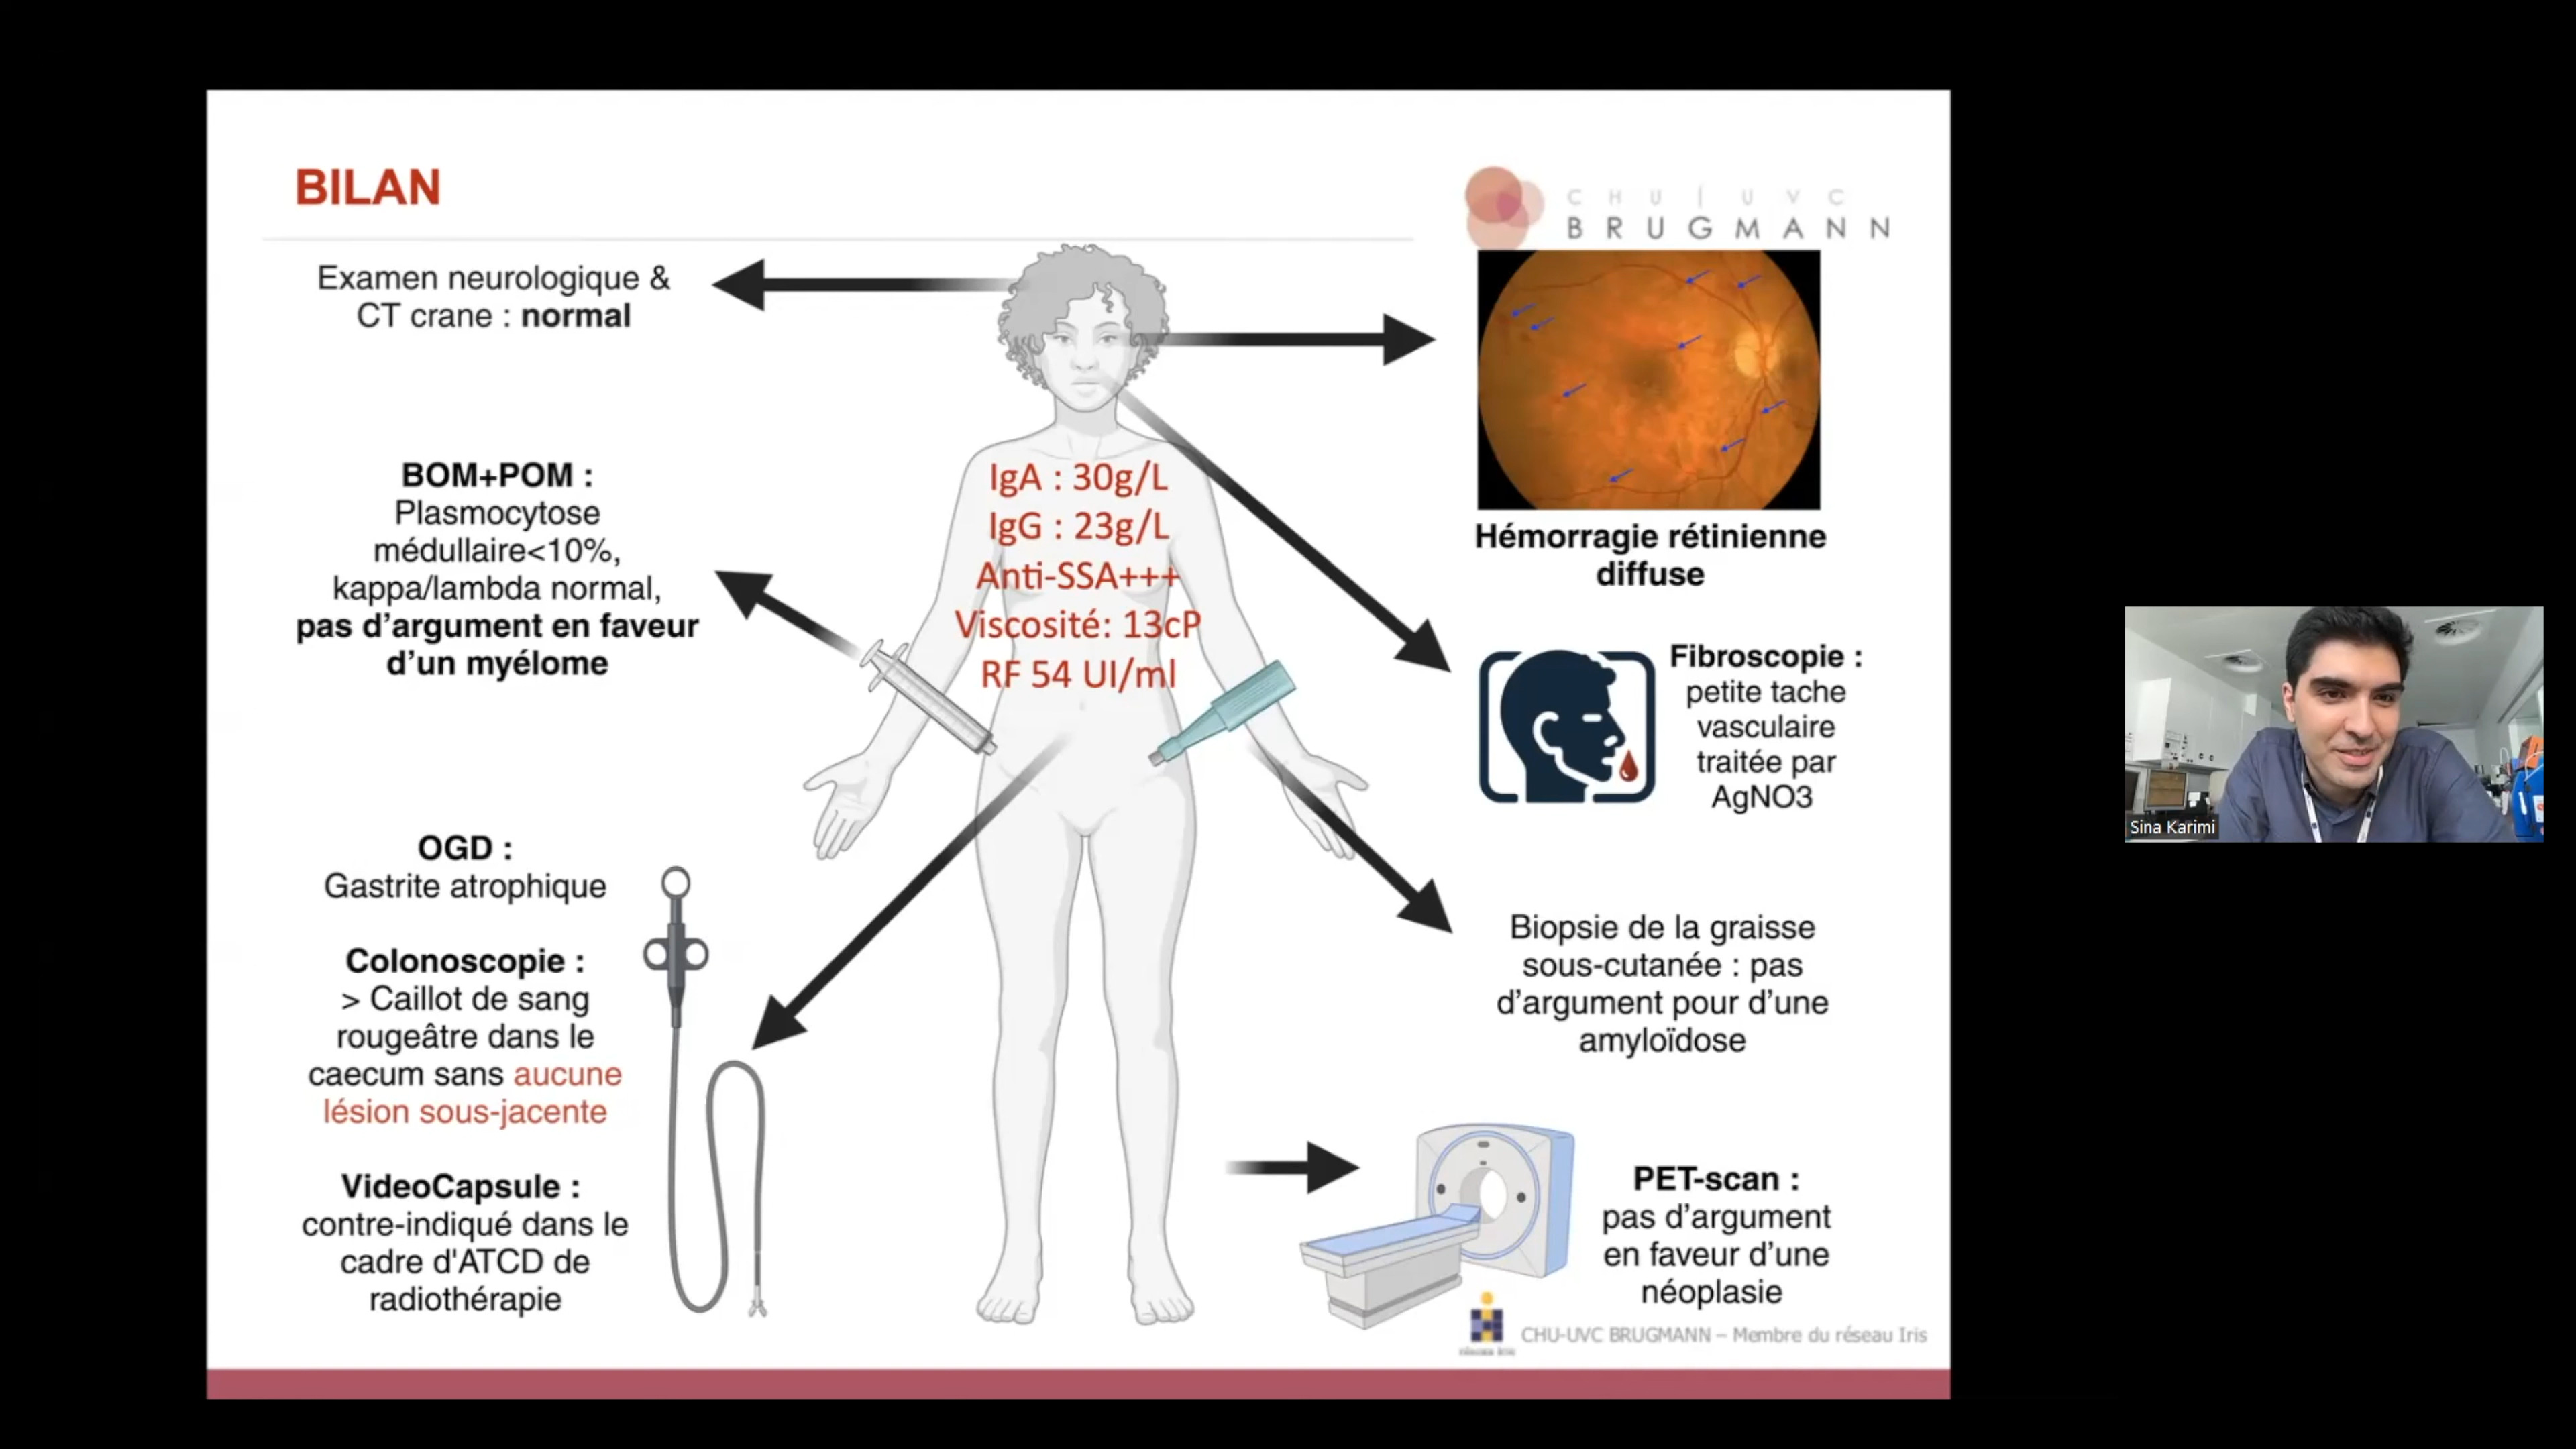 BILAN
CHU | UVC
BRUGMANN
Examen neurologique &
CT crane : normal
BOM+POM :
Plasmocytose
médullaire<10%,
kappa/lambda normal,
pas d'argument en faveur
d'un myélome
OGD :
Gastrite atrophique
Colonoscopie :
> Caillot de sang
rougeâtre dans le
caecum sans aucune
lésion sous-jacente
VideoCapsule :
contre-indiqué dans le
cadre d'ATCD de
radiothérapie
IgA : 30g/L
IgG : 23g/L
Anti-SSA+++
Viscosité: 13cP
RF 54 UI/ml
Hémorragie rétinienne
diffuse
Fibroscopie :
petite tache
vasculaire
traitée par
AgNO3
Biopsie de la graisse
sous-cutanée : pas
d'argument pour d'une
amyloïdose
PET-scan :
pas d'argument
en faveur d'une
néoplasie
CHU-UVC BRUGMANN – Membre du réseau Iris
Sina Karimi